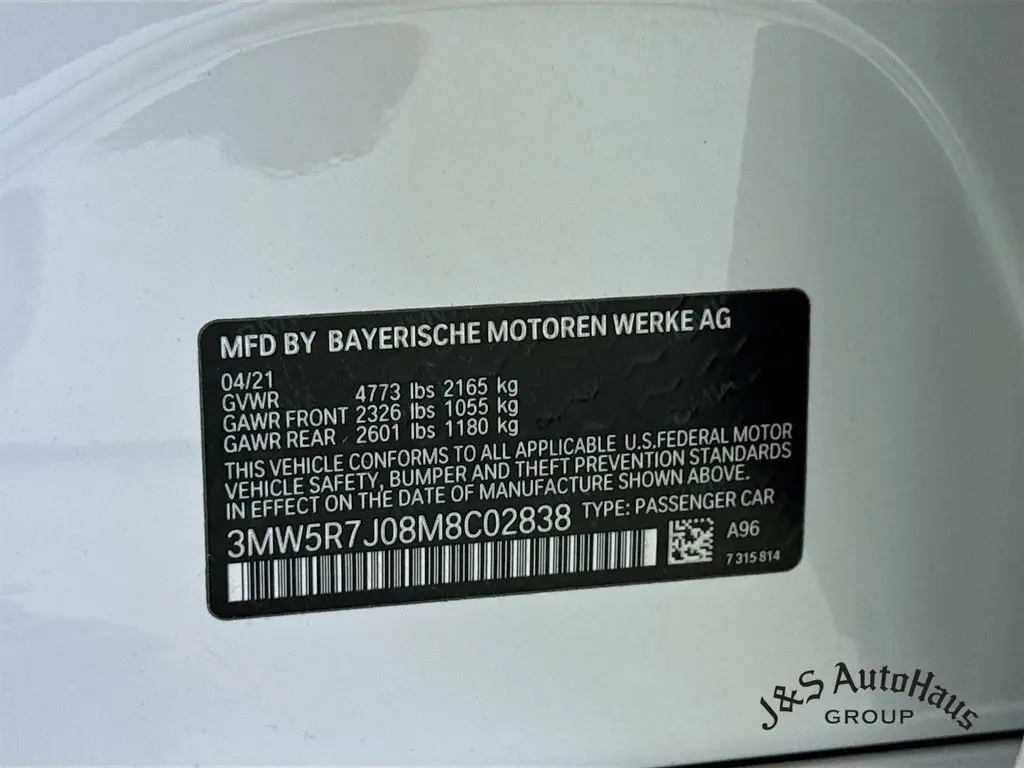 MFD BY BAYERISCHE MOTOREN WERKE AG
04/21
GVWR 4773 lbs 2165 kg
GAWR FRONT 2326 lbs 1055 kg
GAWR REAR 2601 lbs 1180 kg
THIS VEHICLE CONFORMS TO ALL APPLICABLE U.S.FEDERAL MOTOR
VEHICLE SAFETY, BUMPER AND THEFT PREVENTION STANDARDS
IN EFFECT ON THE DATE OF MANUFACTURE SHOWN ABOVE.
3MW5R7J08M8C02838 TYPE: PASSENGER CAR
A96
7 315 814
J&S AutoHaus
GROUP